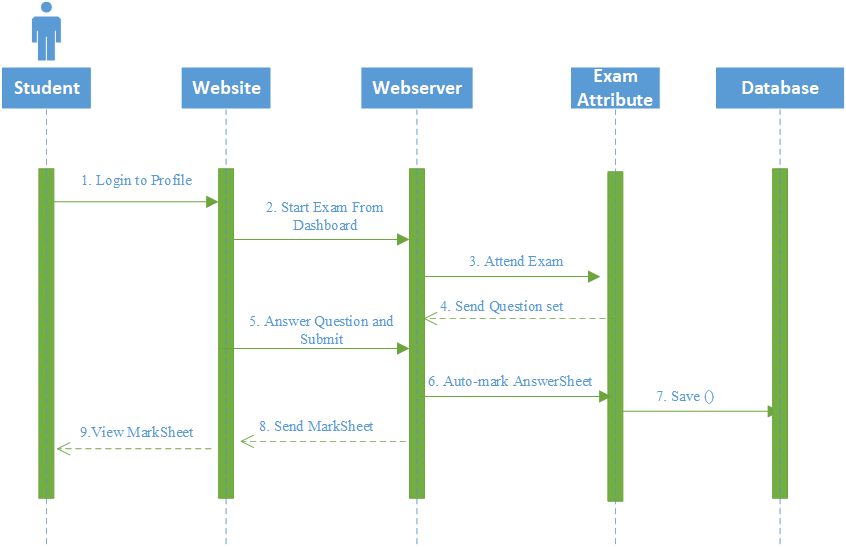 Student
Website
Webserver
Exam
Attribute
Database
1. Login to Profile
2. Start Exam From
Dashboard
3. Attend Exam
4. Send Question set
5. Answer Question and
Submit
6. Auto-mark AnswerSheet
7. Save ()
8. Send MarkSheet
9.View MarkSheet